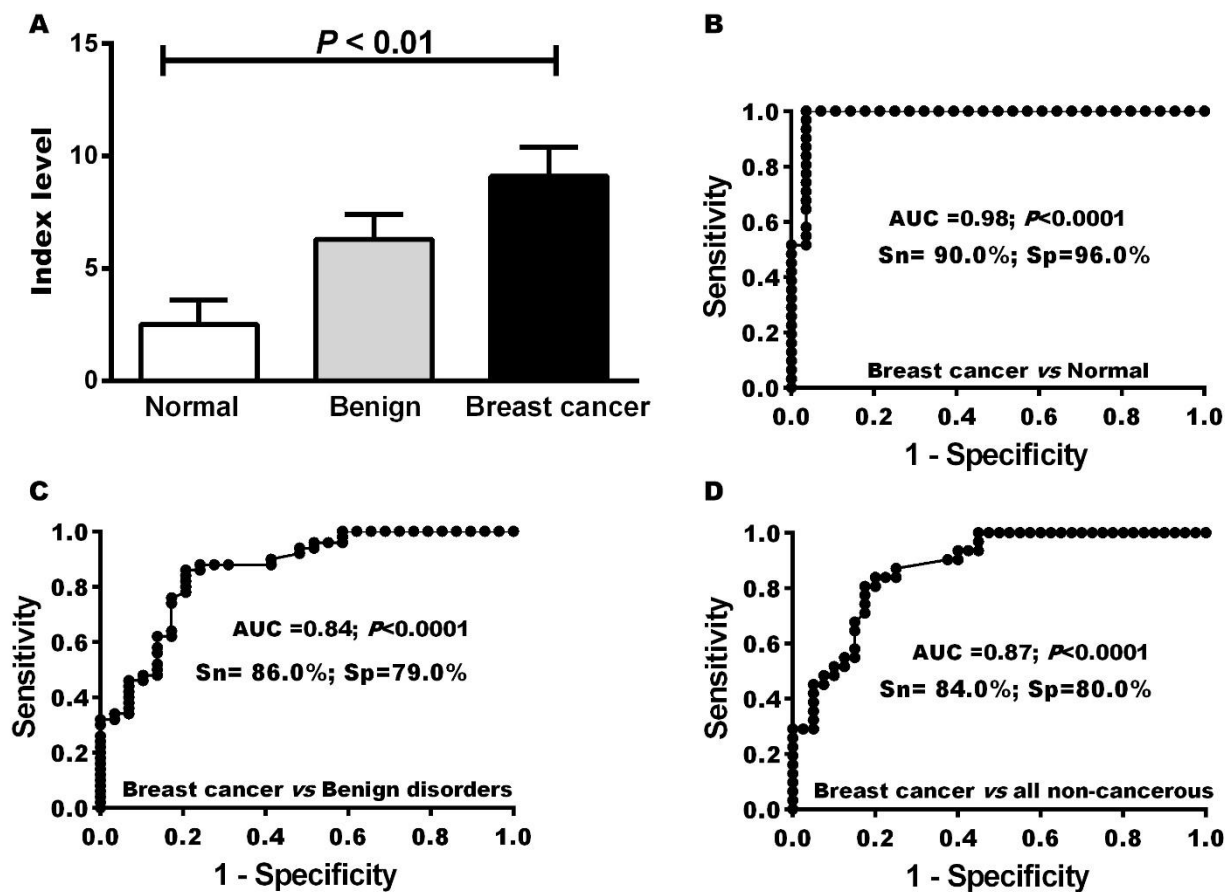 A
P < 0.01
15
10
5
0
Index level
Normal Benign Breast cancer
B
1.0
0.8
0.6
0.4
0.2
0.0
Sensitivity
AUC =0.98; P<0.0001
Sn= 90.0%; Sp=96.0%
Breast cancer vs Normal
0.0 0.2 0.4 0.6 0.8 1.0
1 - Specificity
C
1.0
0.8
0.6
0.4
0.2
0.0
Sensitivity
AUC =0.84; P<0.0001
Sn= 86.0%; Sp=79.0%
Breast cancer vs Benign disorders
0.0 0.2 0.4 0.6 0.8 1.0
1 - Specificity
D
1.0
0.8
0.6
0.4
0.2
0.0
Sensitivity
AUC =0.87; P<0.0001
Sn= 84.0%; Sp=80.0%
Breast cancer vs all non-cancerous
0.0 0.2 0.4 0.6 0.8 1.0
1 - Specificity